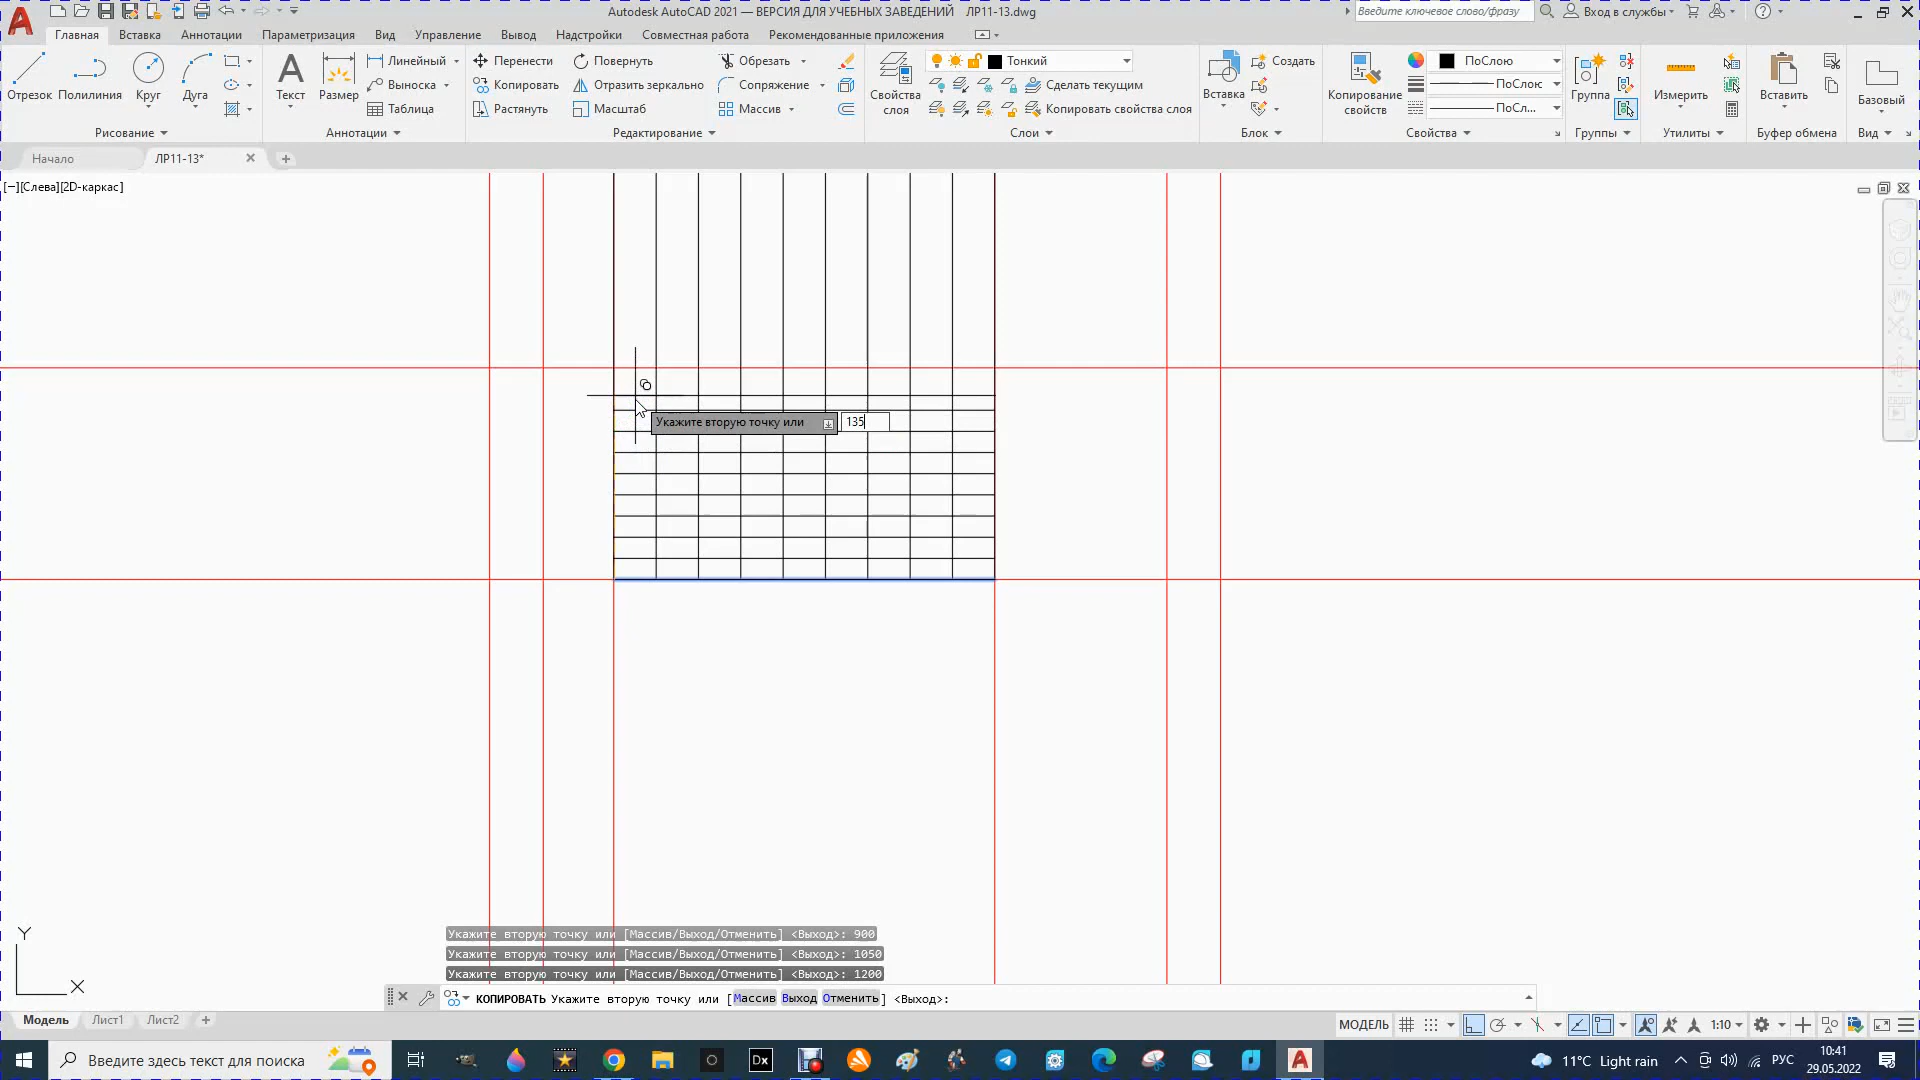 Autodesk AutoCAD 2021 — ВЕРСИЯ ДЛЯ УЧЕБНЫХ ЗАВЕДЕНИЙ ЛР11-13.dwg
Введите ключевое слово/фразу
Вход в службы
Главная
Вставка
Аннотации
Параметризация
Вид
Управление
Вывод
Надстройки
Совместная работа
Рекомендованные приложения
Отрезок
Полилиния
Круг
Дуга
Рисование
Текст
Размер
Линейный
Выноска
Таблица
Аннотации
Перенести
Копировать
Растянуть
Повернуть
Отразить зеркально
Масштаб
Обрезать
Сопряжение
Массив
Редактирование
Свойства слоя
Тонкий
Сделать текущим
Копировать свойства слоя
Слои
Вставка
Создать
Блок
Копирование свойств
ПоСлою
ПоСлою
ПоСл...
Свойства
Группа
Группы
Измерить
Утилиты
Вставить
Буфер обмена
Базовый
Вид
Начало
ЛР11-13*
[−][Слева][2D-каркас]
Укажите вторую точку или
135
Y
X
Укажите вторую точку или [Массив/Выход/Отменить] <Выход>: 900
Укажите вторую точку или [Массив/Выход/Отменить] <Выход>: 1050
Укажите вторую точку или [Массив/Выход/Отменить] <Выход>: 1200
КОПИРОВАТЬ Укажите вторую точку или [Массив Выход Отменить] <Выход>:
Модель
Лист1
Лист2
МОДЕЛЬ
1:10
Введите здесь текст для поиска
Dx
11°C Light rain
РУС
10:41
29.05.2022